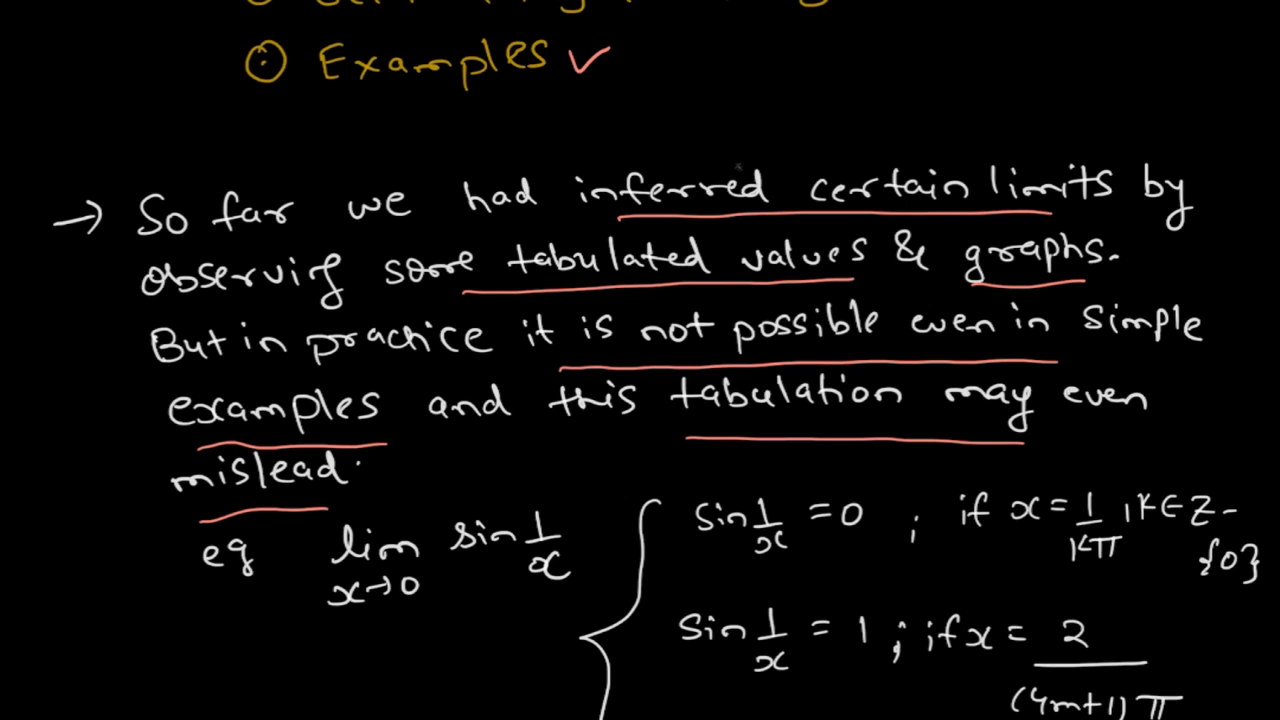 ⊙ Examples ✓
→ So far we had inferred certain limits by
observing some tabulated values & graphs.
But in practice it is not possible even in simple
examples and this tabulation may even
mislead.
eg lim x→0 sin 1/x { sin 1/x = 0 ; if x = 1/kπ , k ∈ Z - {0}
sin 1/x = 1 ; if x = 2/(4m+1)π